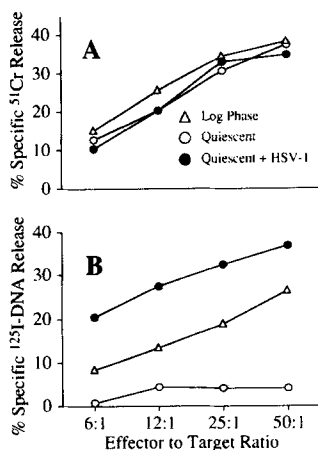 A
% Specific ⁵¹Cr Release
40
30
20
10
0
△ Log Phase
○ Quiescent
● Quiescent + HSV-1
B
% Specific ¹²⁵I-DNA Release
40
30
20
10
0
6:1 12:1 25:1 50:1
Effector to Target Ratio